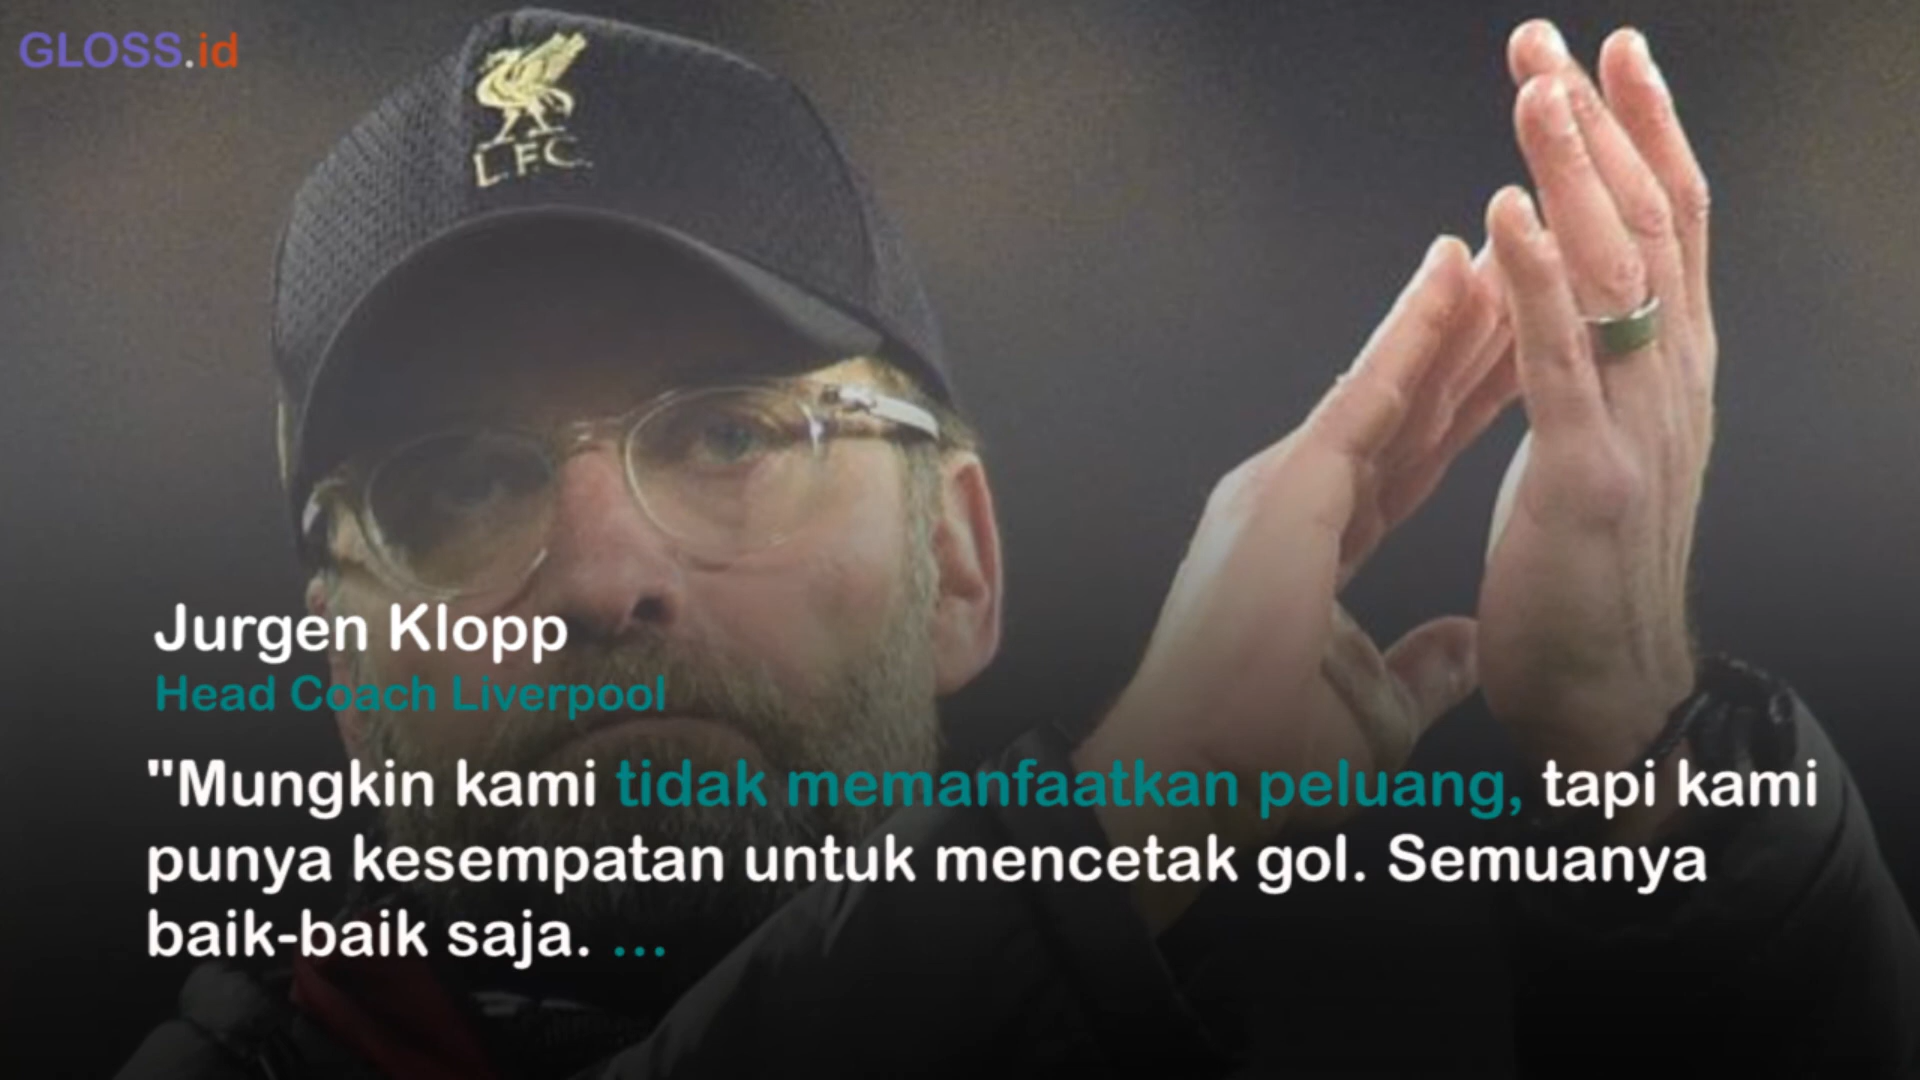 GLOSS.id
L.F.C.
Jurgen Klopp
Head Coach Liverpool
"Mungkin kami tidak memanfaatkan peluang, tapi kami
punya kesempatan untuk mencetak gol. Semuanya
baik-baik saja. ...